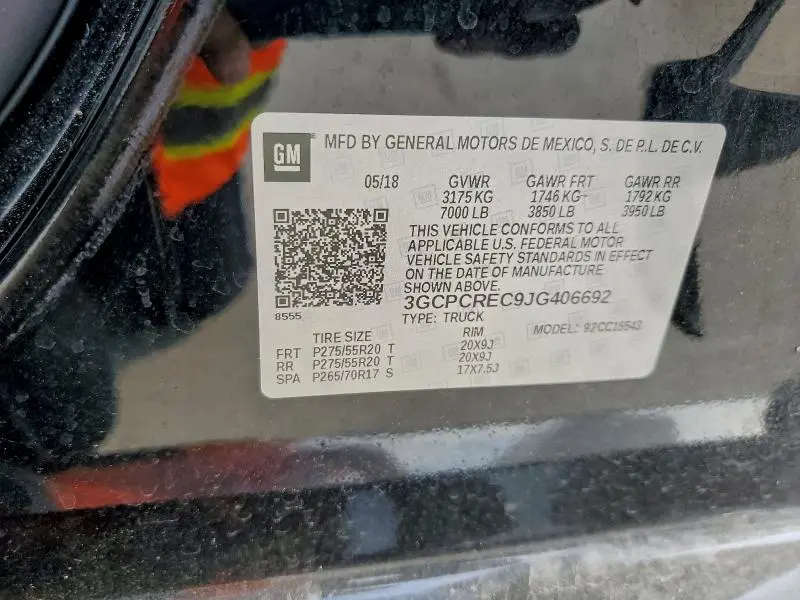 GM
MFD BY GENERAL MOTORS DE MEXICO, S. DE R.L. DE C.V.
05/18 GVWR GAWR FRT GAWR RR
3175 KG 1746 KG 1792 KG
7000 LB 3850 LB 3950 LB
THIS VEHICLE CONFORMS TO ALL
APPLICABLE U.S. FEDERAL MOTOR
VEHICLE SAFETY STANDARDS IN EFFECT
ON THE DATE OF MANUFACTURE
SHOWN ABOVE.
3GCPCREC9JG406692
8555
TYPE: TRUCK
TIRE SIZE RIM MODEL: 92CC15543
FRT P275/55R20 T 20X9J
RR P275/55R20 T 20X9J
SPA P265/70R17 S 17X7.5J